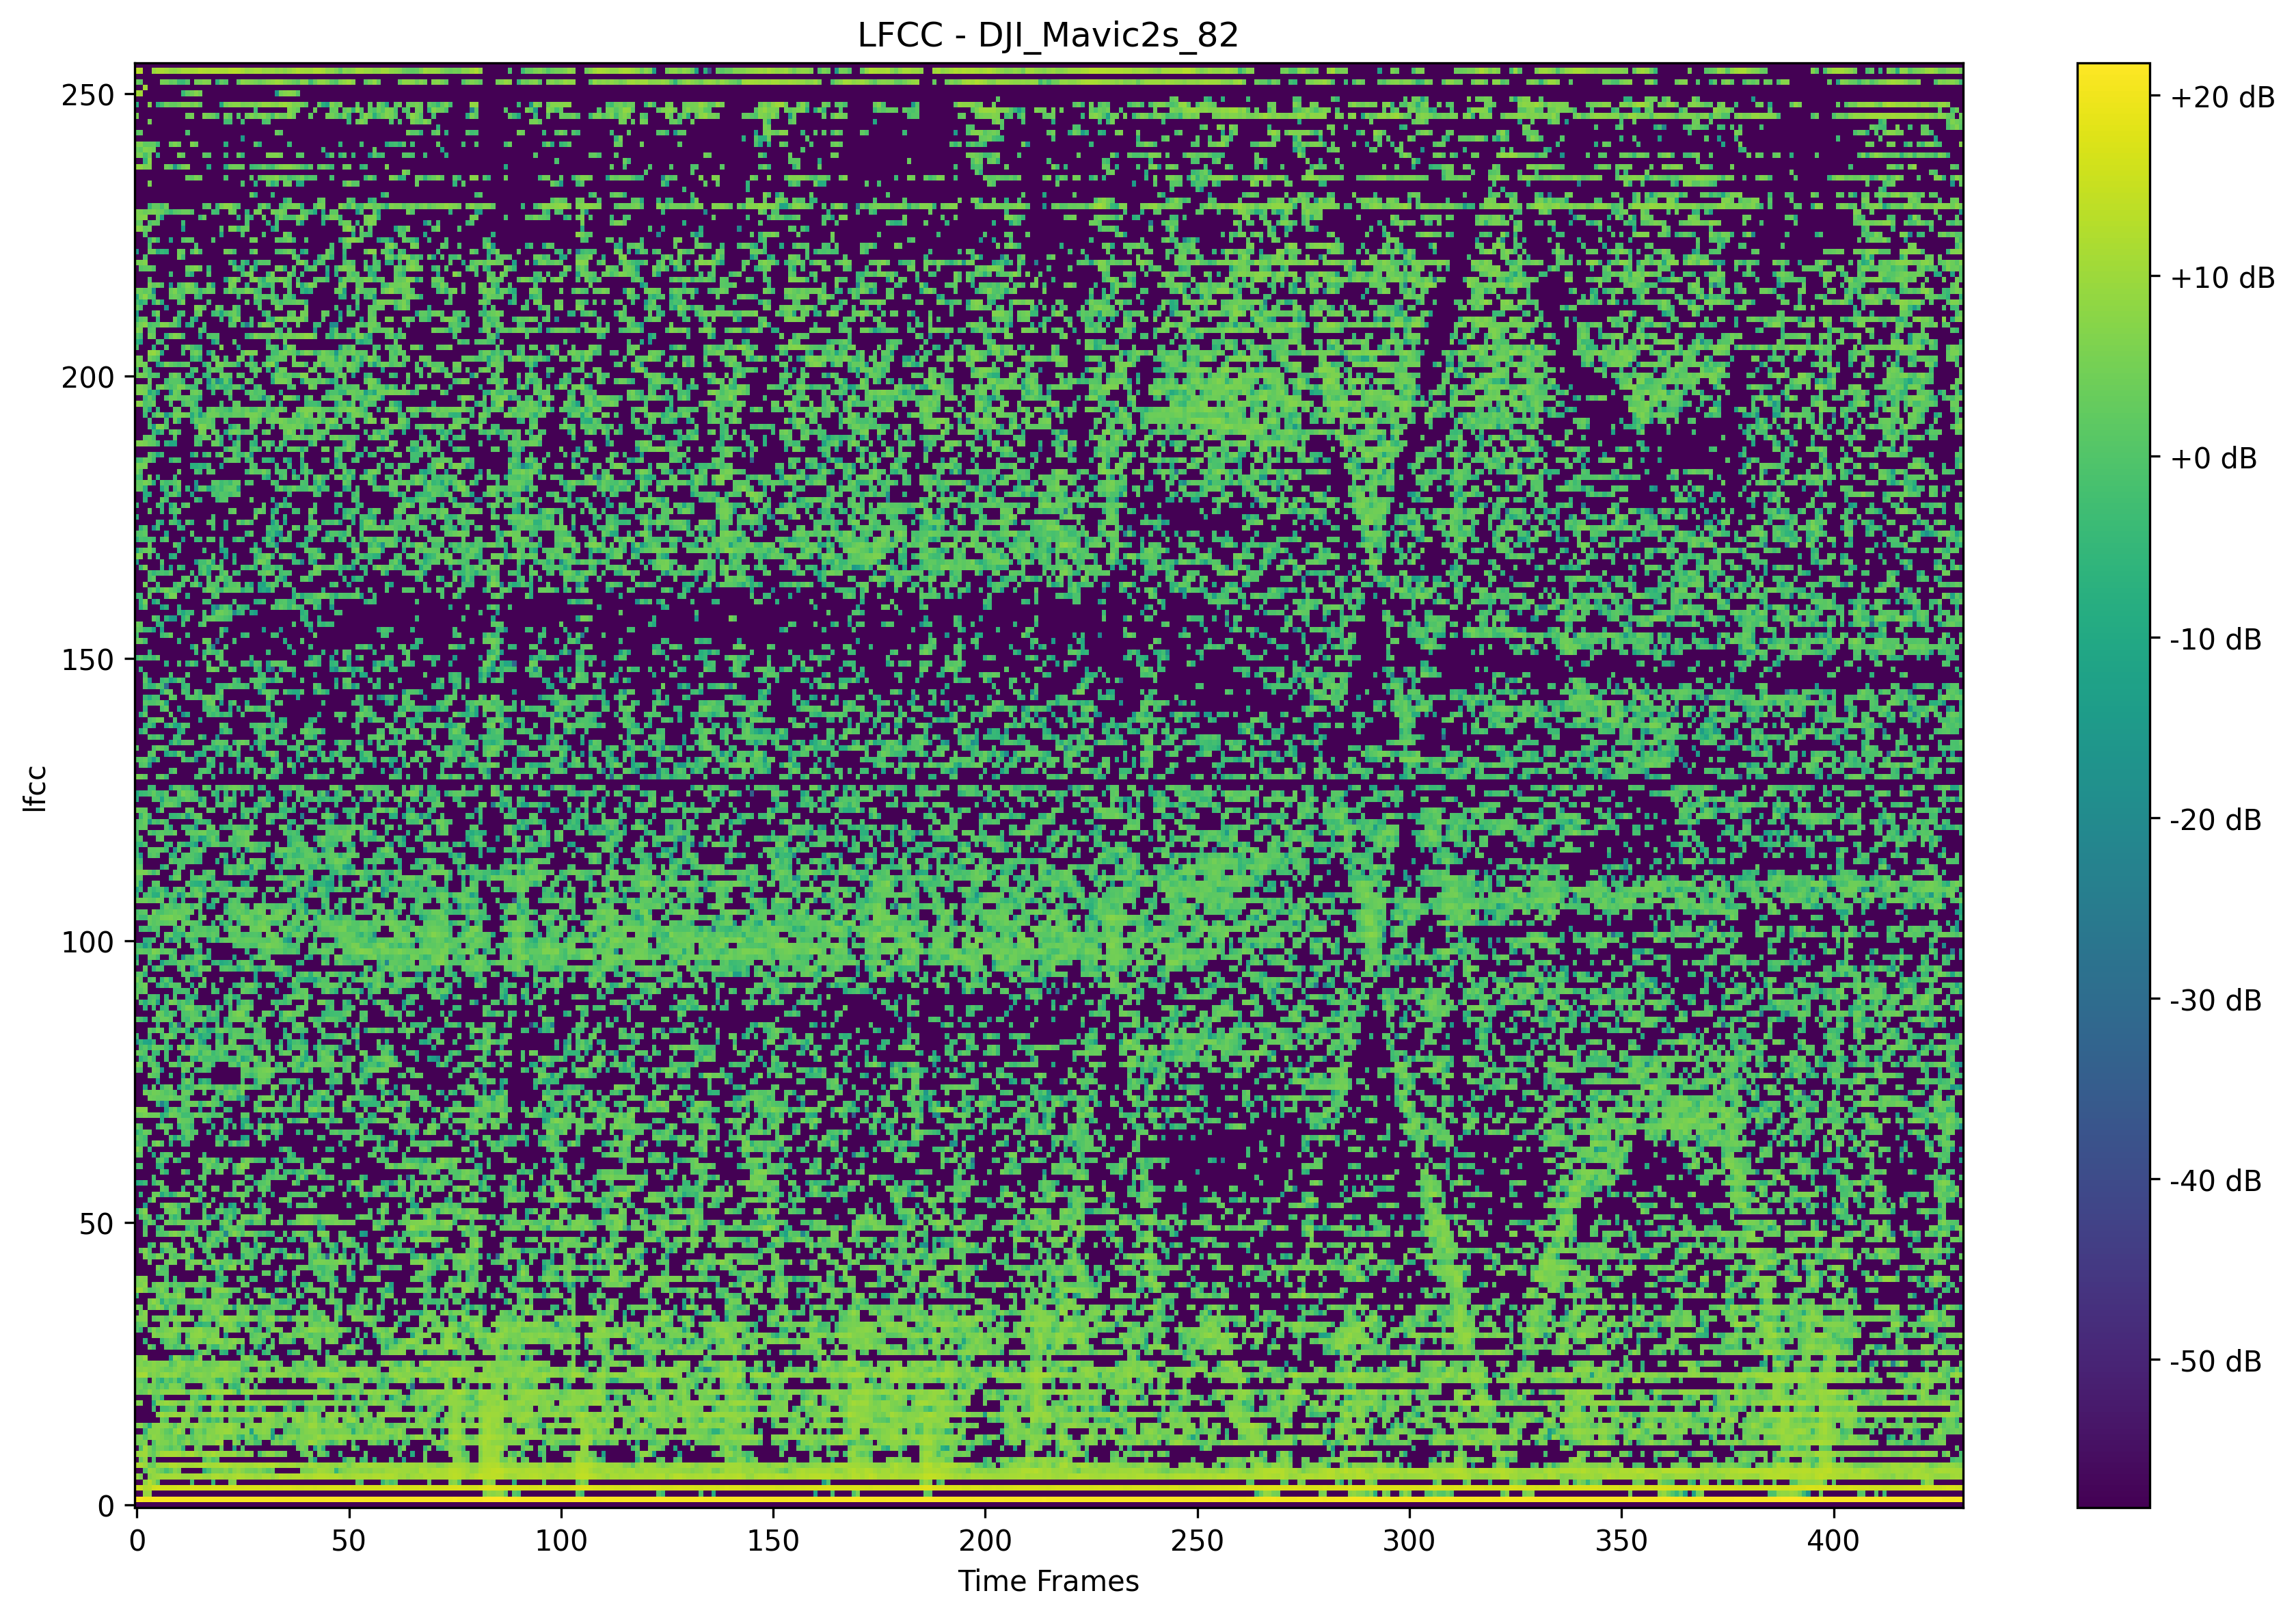 LFCC - DJI_Mavic2s_82
lfcc
250
200
150
100
50
0
0 50 100 150 200 250 300 350 400
Time Frames
+20 dB
+10 dB
+0 dB
-10 dB
-20 dB
-30 dB
-40 dB
-50 dB